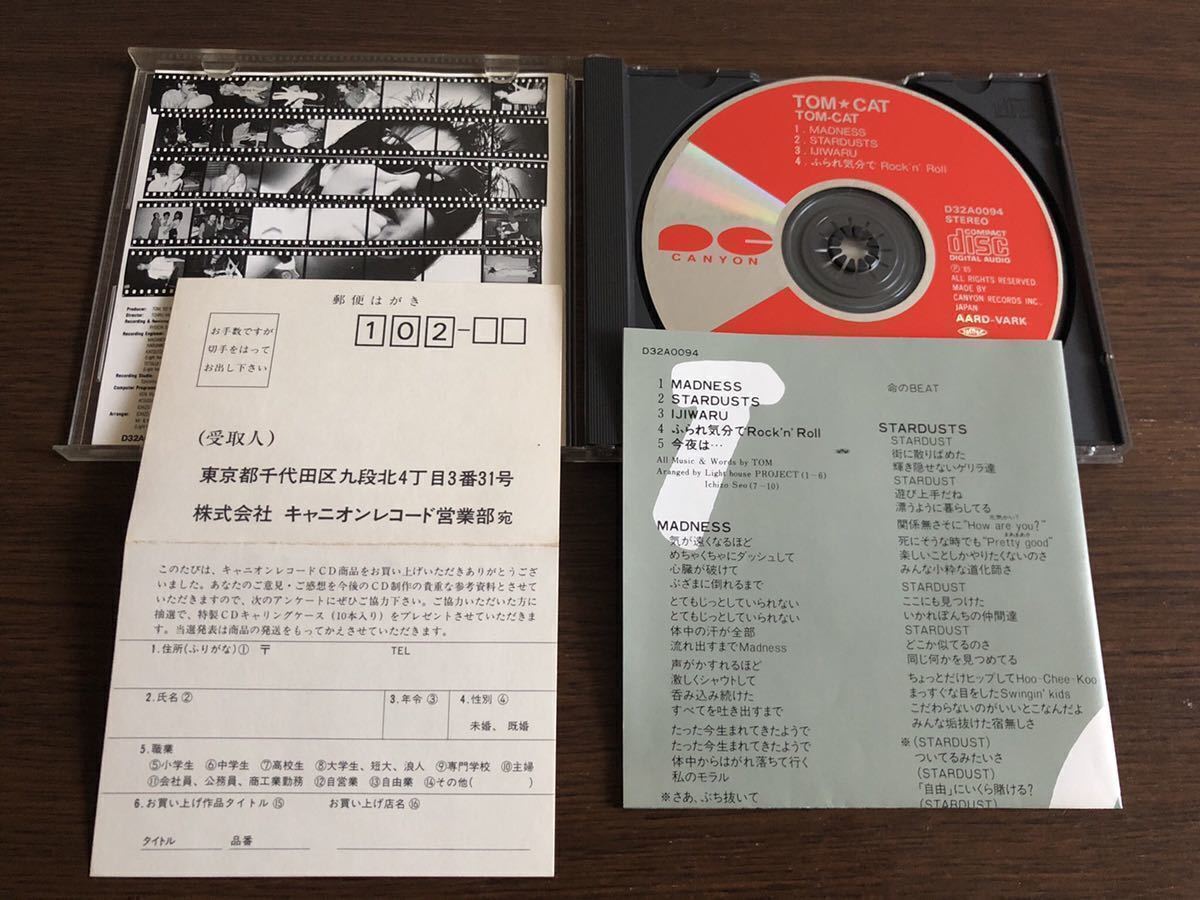 TOM★CAT
TOM-CAT
1. MADNESS
2. STARDUSTS
3. IJIWARU
4. ふられ気分で Rock'n' Roll
D32A0094
STEREO
COMPACT
disc
DIGITAL AUDIO
CANYON
Ⓟ'85
ALL RIGHTS RESERVED.
MADE BY
CANYON RECORDS INC.,
JAPAN
AARD-VARK
Producer:
Director:
Recording & Remixing
Recording Engineer:
Recording Studio:
Computer Programmer
Arranger:
D32A
郵便はがき
102-
お手数ですが
切手をはって
お出し下さい
(受取人)
東京都千代田区九段北4丁目3番31号
株式会社 キャニオンレコード営業部 宛
このたびは、キャニオンレコードCD商品をお買い上げいただきありがとうござ
いました。あなたのご意見・ご感想を今後のCD制作の貴重な参考資料とさせて
いただきますので、次のアンケートにぜひご協力下さい。ご協力いただいた方に
抽選で、特製CDキャリングケース(10本入り)をプレゼントさせていただきま
す。当選発表は商品の発送をもってかえさせていただきます。
1.住所(ふりがな)① 〒 TEL
2.氏名② 3.年令③ 4.性別④
未婚、既婚
5.職業
⑤小学生 ⑥中学生 ⑦高校生 ⑧大学生、短大、浪人 ⑨専門学校 ⑩主婦
⑪会社員、公務員、商工業勤務 ⑫自営業 ⑬自由業 ⑭その他( )
6.お買い上げ作品タイトル⑮ お買い上げ店名⑯
タイトル 品番
D32A0094
1 MADNESS
2 STARDUSTS
3 IJIWARU
4 ふられ気分でRock'n' Roll
5 今夜は…
All Music & Words by TOM
Aranged by Light house PROJECT (1-6)
Ichizo Seo (7-10)
MADNESS
気が遠くなるほど
めちゃくちゃにダッシュして
心臓が破けて
ぶざまに倒れるまで
とてもじっとしていられない
とてもじっとしていられない
体中の汗が全部
流れ出すまでMadness
声がかすれるほど
激しくシャウトして
呑み込み続けた
すべてを吐き出すまで
たった今生まれてきたようで
たった今生まれてきたようで
体中からはがれ落ちて行く
私のモラル
※さあ、ぶち抜いて
命のBEAT
STARDUSTS
STARDUST
街に散りばめた
輝き隠せないゲリラ達
STARDUST
遊び上手だね
漂うように暮らしてる
関係無さそに"How are you?"
死にそうな時でも"Pretty good"
楽しいことしかやりたくないのさ
みんな小粋な道化師さ
STARDUST
ここにも見つけた
いかれぽんちの仲間達
STARDUST
どこか似てるのさ
同じ何かを見つめてる
ちょっとだけヒップしてHoo-Chee-Koo
まっすぐな目をしたSwingin' kids
こだわらないのがいいとこなんだよ
みんな垢抜けた宿無しさ
※(STARDUST)
ついてるみたいさ
(STARDUST)
「自由」にいくら賭ける?
(STARDUST)